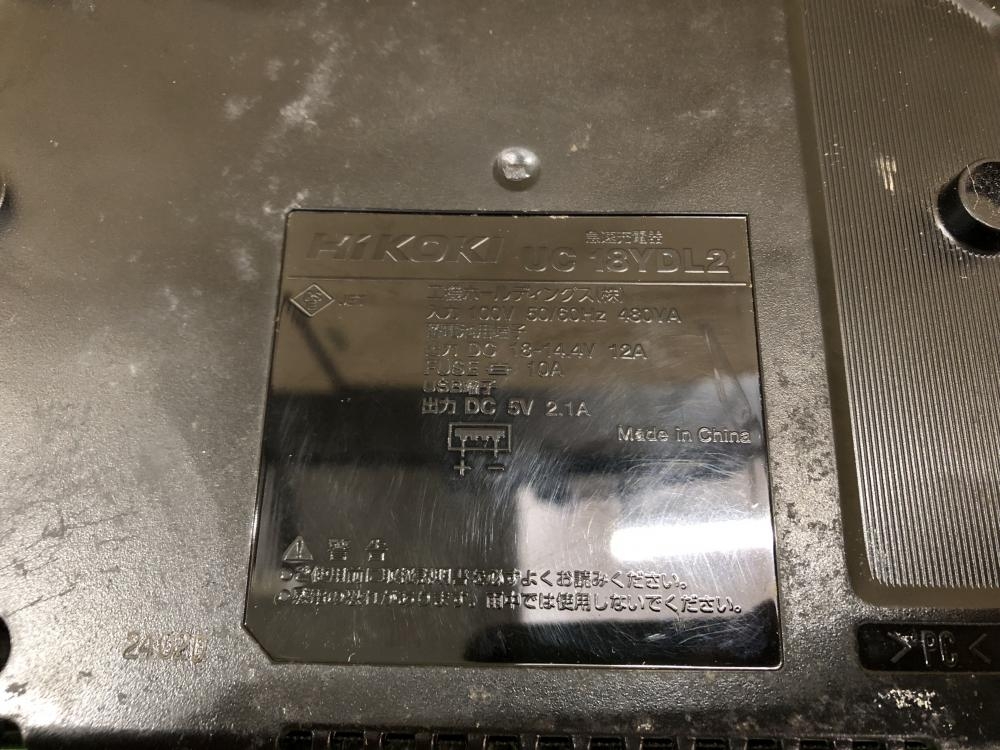 HiKOKI 急速充電器
UC 18YDL2
JET 工機ホールディングス(株)
入力 100V 50/60Hz 480VA
出力 DC 18-14.4V 12A
FUSE 10A
USB端子
出力 DC 5V 2.1A
Made in China
+ -
警告
●ご使用前に取扱説明書を必ずよくお読みください。
雨中では使用しないでください。
>PC<